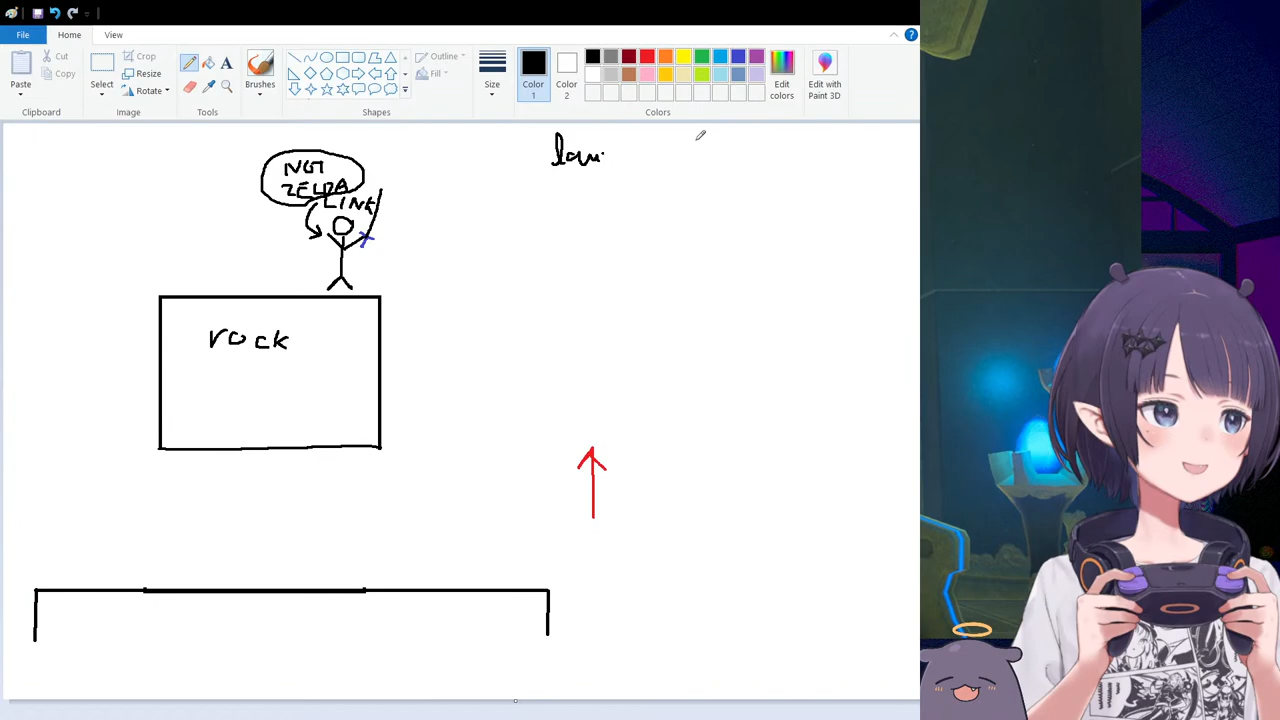 File
Home
View
Paste
Cut
Copy
Clipboard
Select
Crop
Resize
Rotate
Image
Tools
Brushes
Shapes
Outline
Fill
Size
Color
1
Color
2
Edit
colors
Edit with
Paint 3D
Colors
NOT
ZELDA
LINK
rock